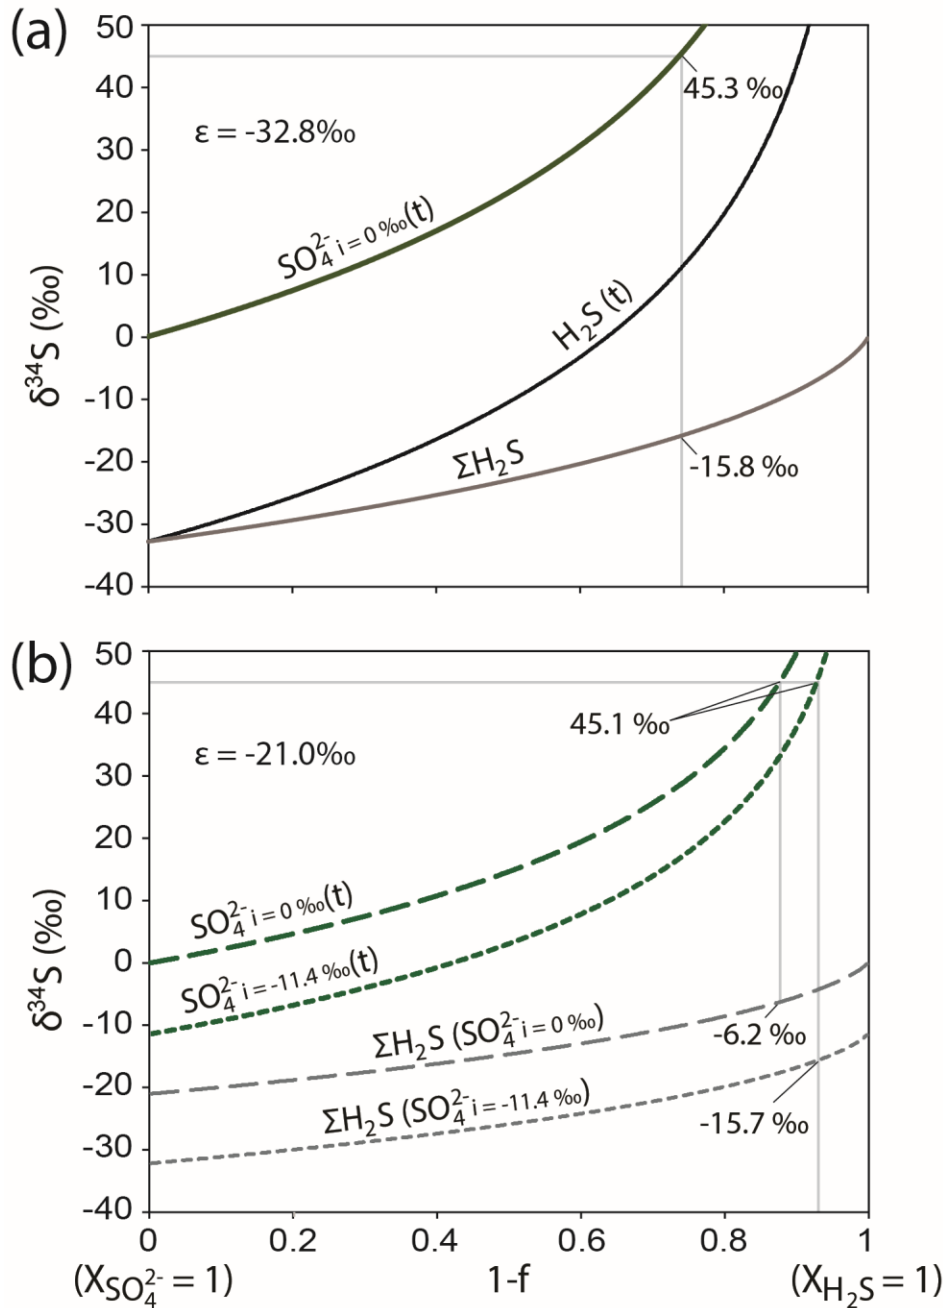 (a)
50
40
30
20
10
0
-10
-20
-30
-40
δ³⁴S (‰)
ε = -32.8‰
45.3 ‰
SO₄²⁻ i = 0 ‰(t)
H₂S (t)
ΣH₂S
-15.8 ‰
(b)
50
40
30
20
10
0
-10
-20
-30
-40
δ³⁴S (‰)
45.1 ‰
ε = -21.0‰
SO₄²⁻ i = 0 ‰(t)
SO₄²⁻ i = -11.4 ‰(t)
ΣH₂S (SO₄²⁻ i = 0 ‰)
-6.2 ‰
ΣH₂S (SO₄²⁻ i = -11.4 ‰)
-15.7 ‰
0 0.2 0.4 0.6 0.8 1
(X SO₄²⁻ = 1) 1-f (X H₂S = 1)